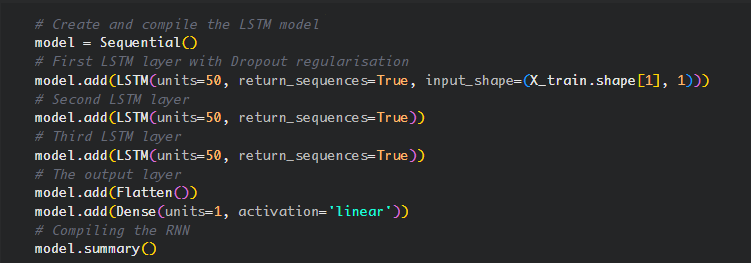 # Create and compile the LSTM model
model = Sequential()
# First LSTM layer with Dropout regularisation
model.add(LSTM(units=50, return_sequences=True, input_shape=(X_train.shape[1], 1)))
# Second LSTM layer
model.add(LSTM(units=50, return_sequences=True))
# Third LSTM layer
model.add(LSTM(units=50, return_sequences=True))
# The output layer
model.add(Flatten())
model.add(Dense(units=1, activation='linear'))
# Compiling the RNN
model.summary()